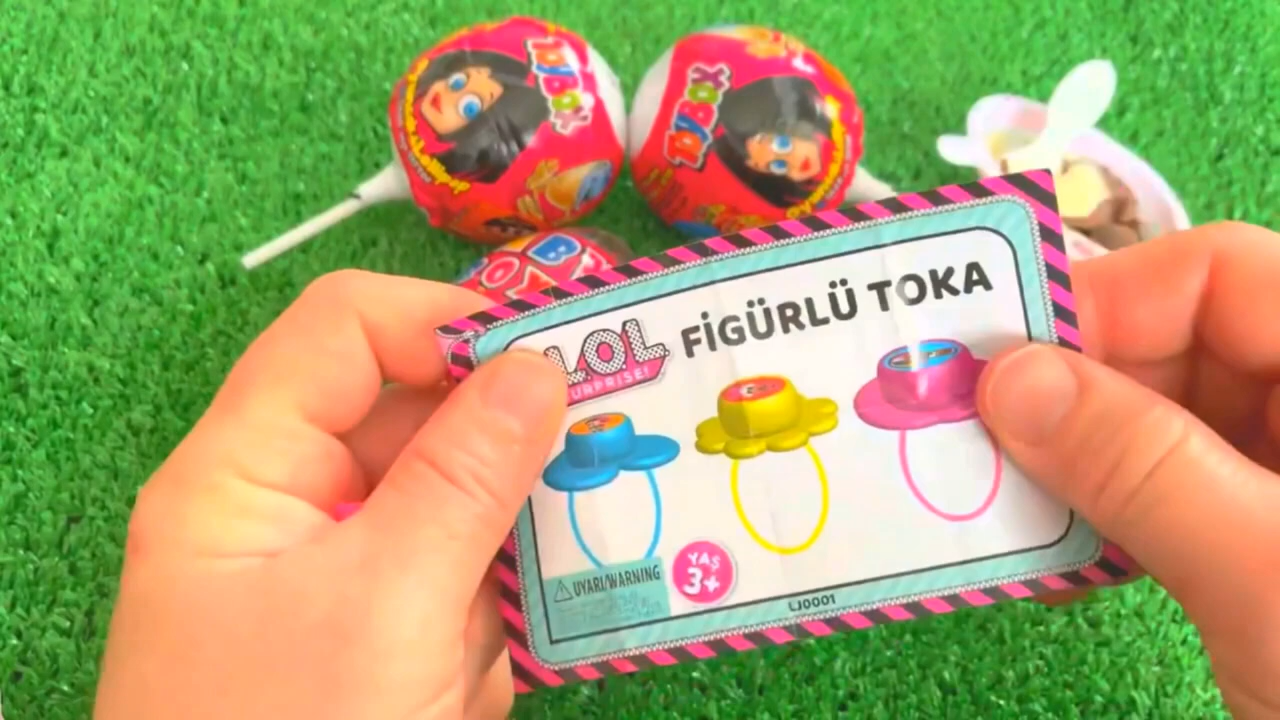 TOYBOX
TOYBOX
L.O.L.
SURPRISE!
FİGÜRLÜ TOKA
YAŞ
3+
⚠ UYARI/WARNING
LJ0001